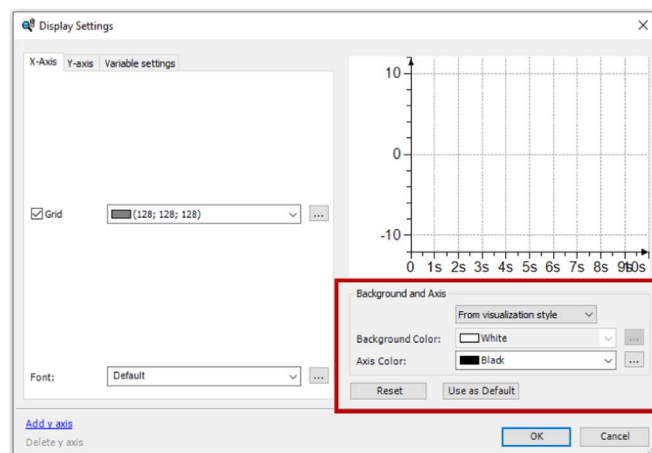 Display Settings
X-Axis Y-axis Variable settings
Grid
(128; 128; 128)
...
Font:
Default
...
10
0
-10
0 1s 2s 3s 4s 5s 6s 7s 8s 9s 10s
Background and Axis
From visualization style
Background Color:
White
...
Axis Color:
Black
...
Reset
Use as Default
Add y axis
Delete y axis
OK
Cancel